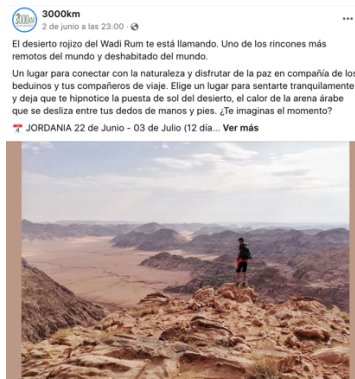 3000km
2 de junio a las 23:00 ·
El desierto rojizo del Wadi Rum te está llamando. Uno de los rincones más
remotos del mundo y deshabitado del mundo.
Un lugar para conectar con la naturaleza y disfrutar de la paz en compañía de los
beduinos y tus compañeros de viaje. Elige un lugar para sentarte tranquilamente
y deja que te hipnotice la puesta de sol del desierto, el calor de la arena árabe
que se desliza entre tus dedos de manos y pies. ¿Te imaginas el momento?
📅 JORDANIA 22 de Junio - 03 de Julio (12 día... Ver más